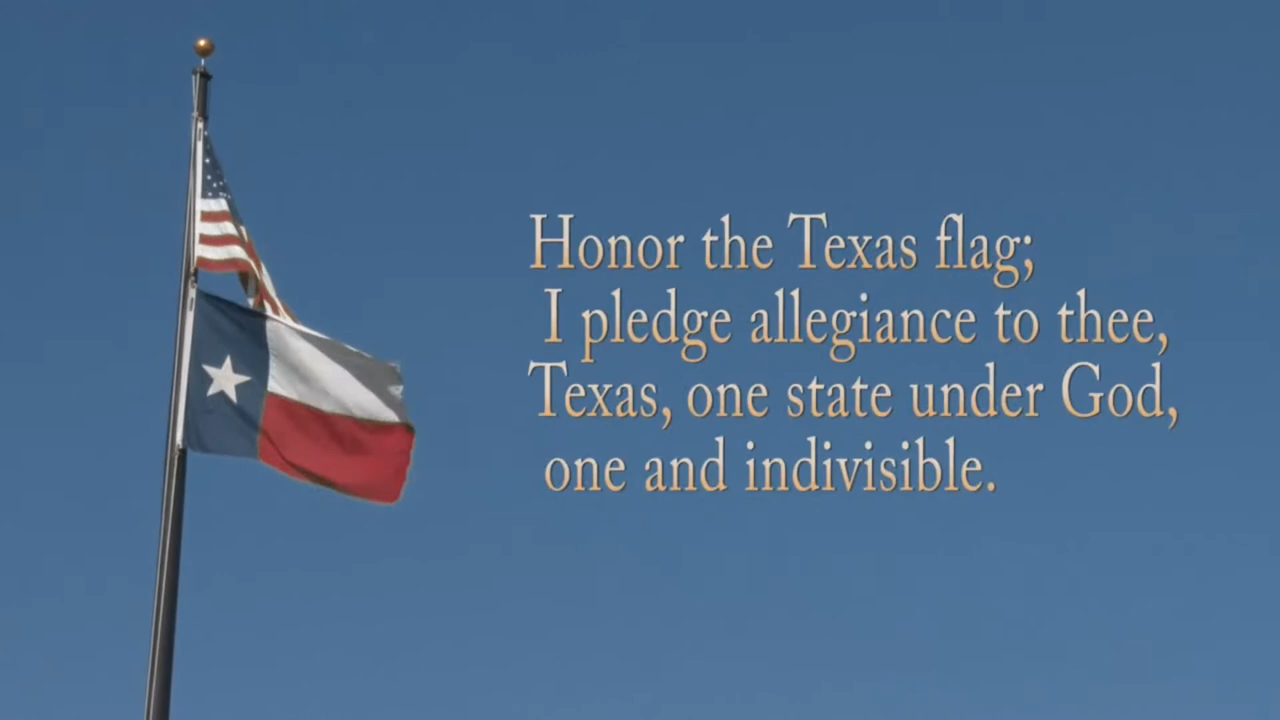 Honor the Texas flag;
I pledge allegiance to thee,
Texas, one state under God,
one and indivisible.